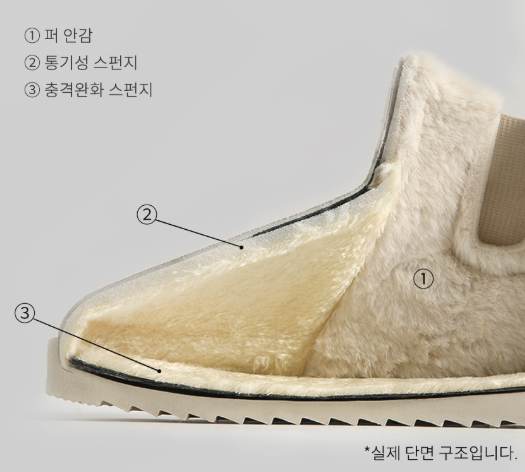 ① 퍼 안감
② 통기성 스펀지
③ 충격완화 스펀지
②
①
③
*실제 단면 구조입니다.